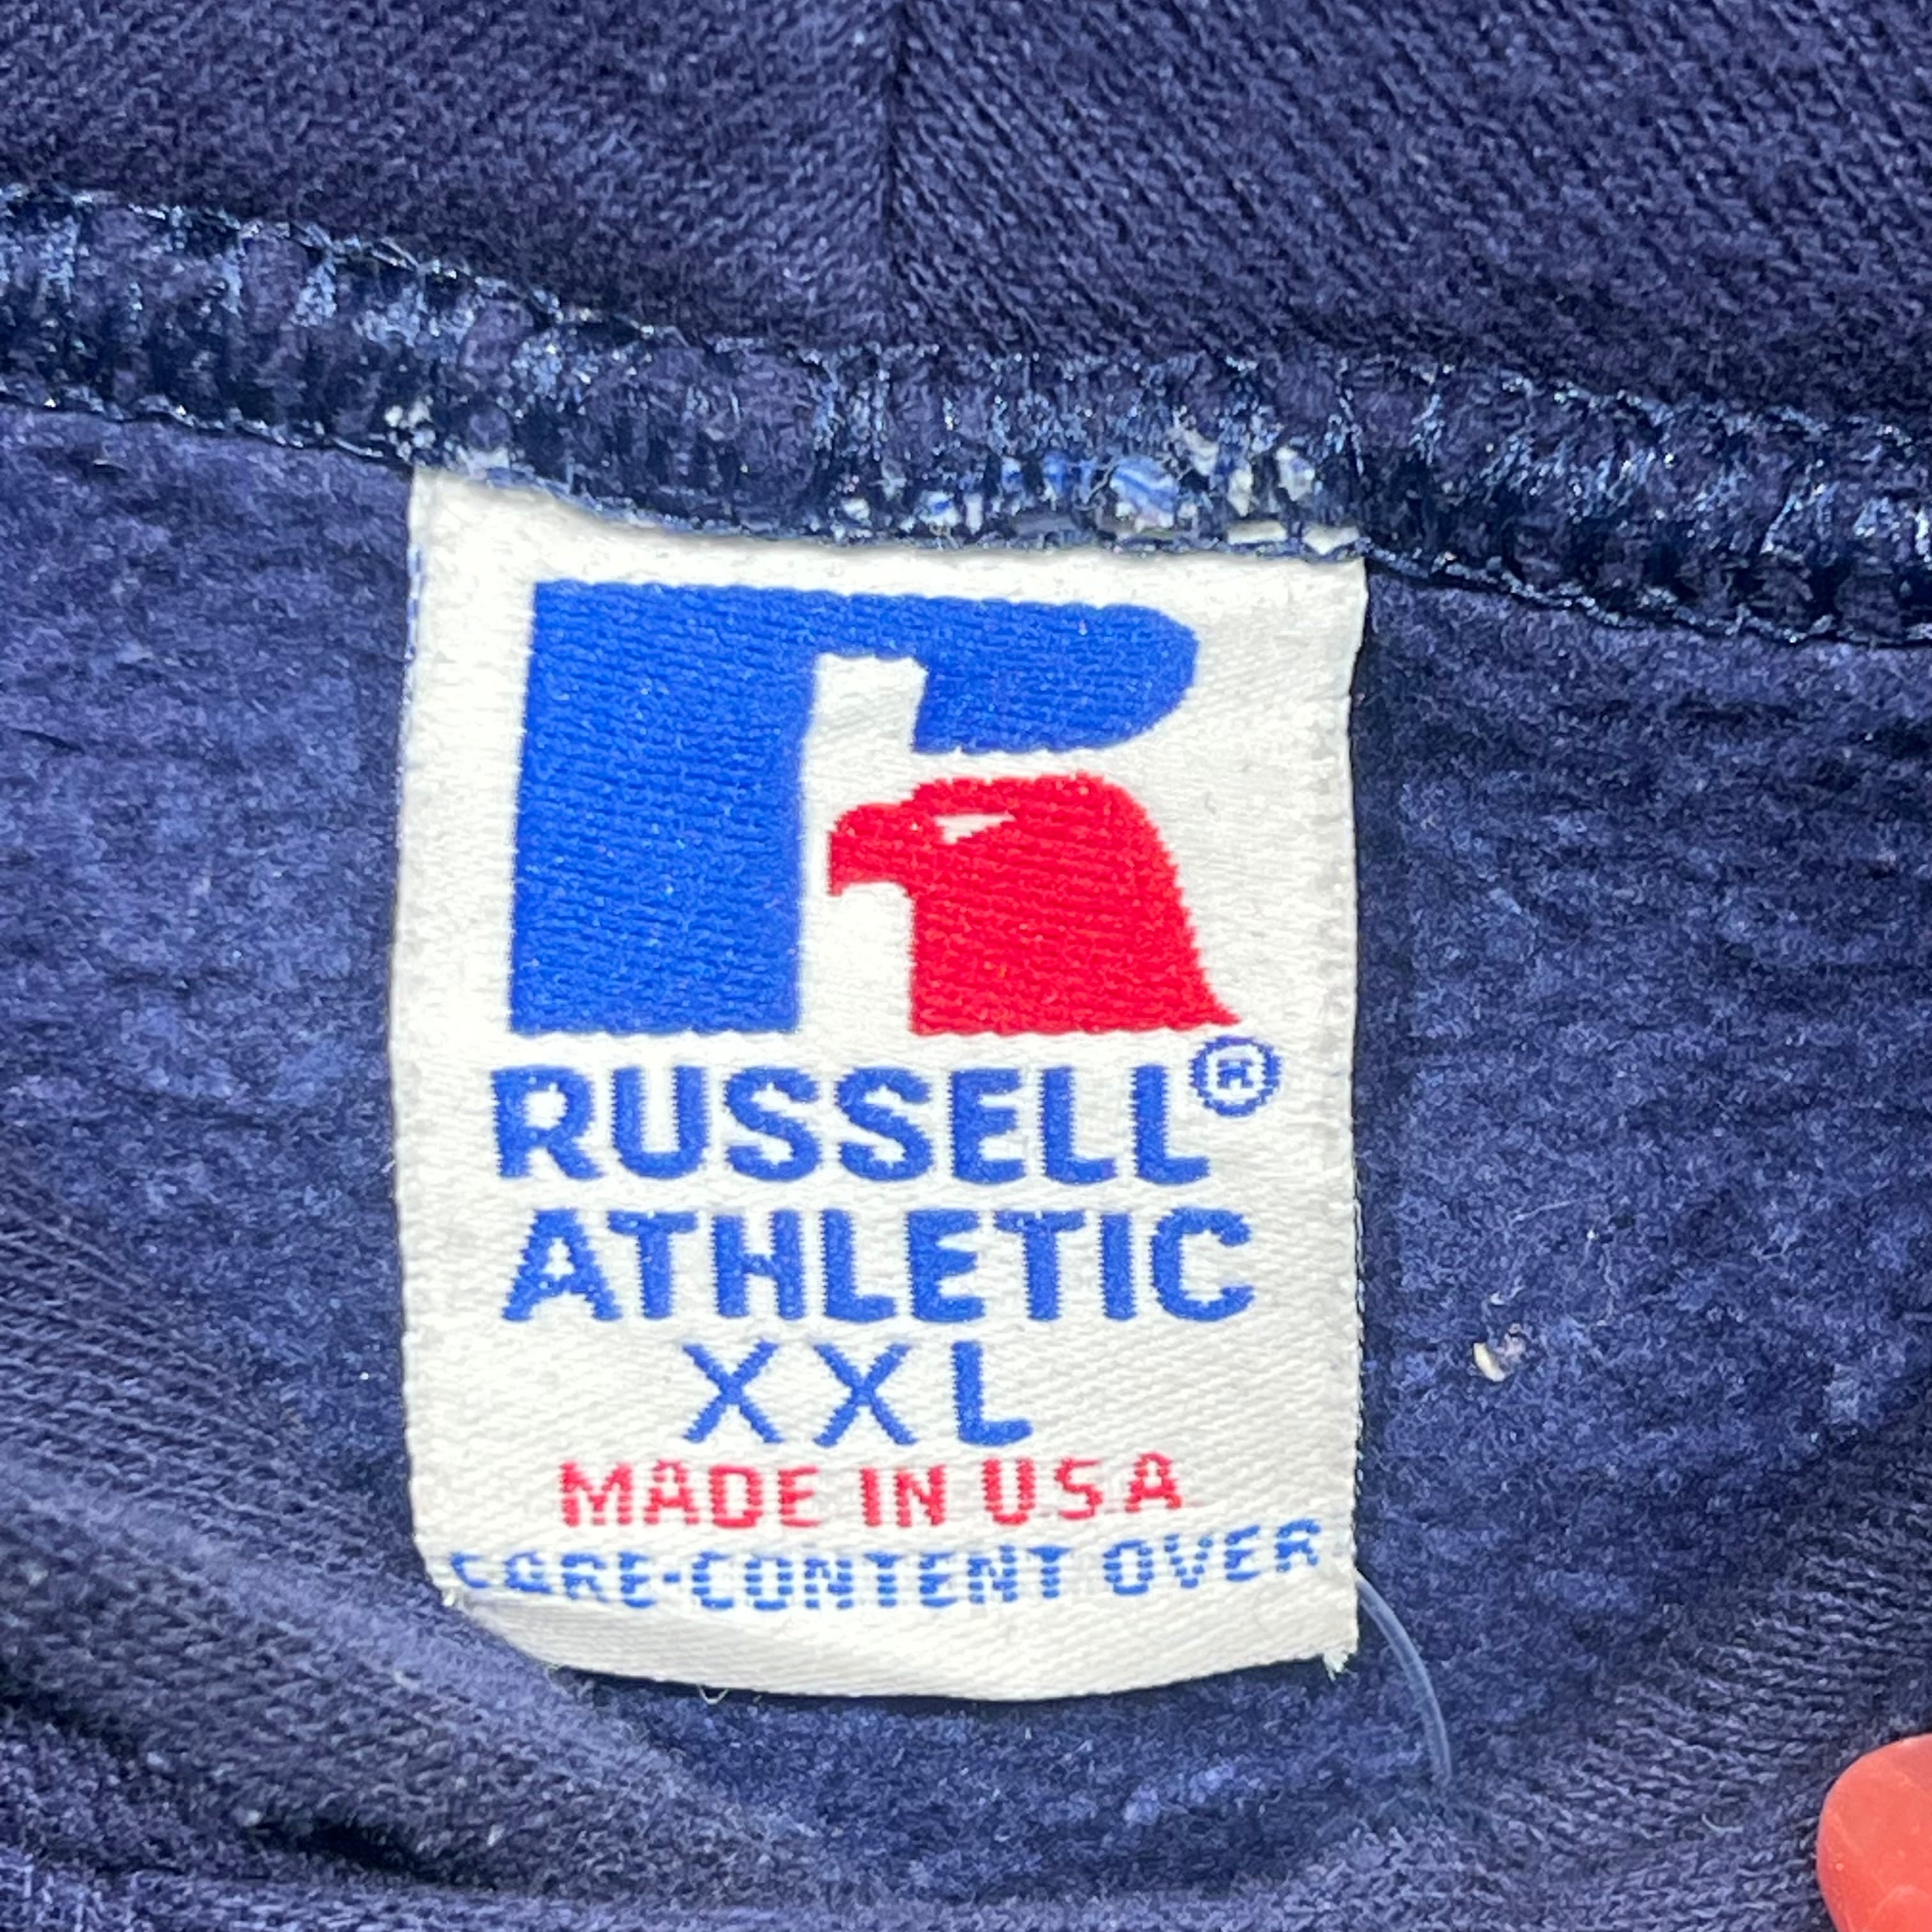 RUSSELL®
ATHLETIC
XXL
MADE IN U.S.A
CARE-CONTENT OVER